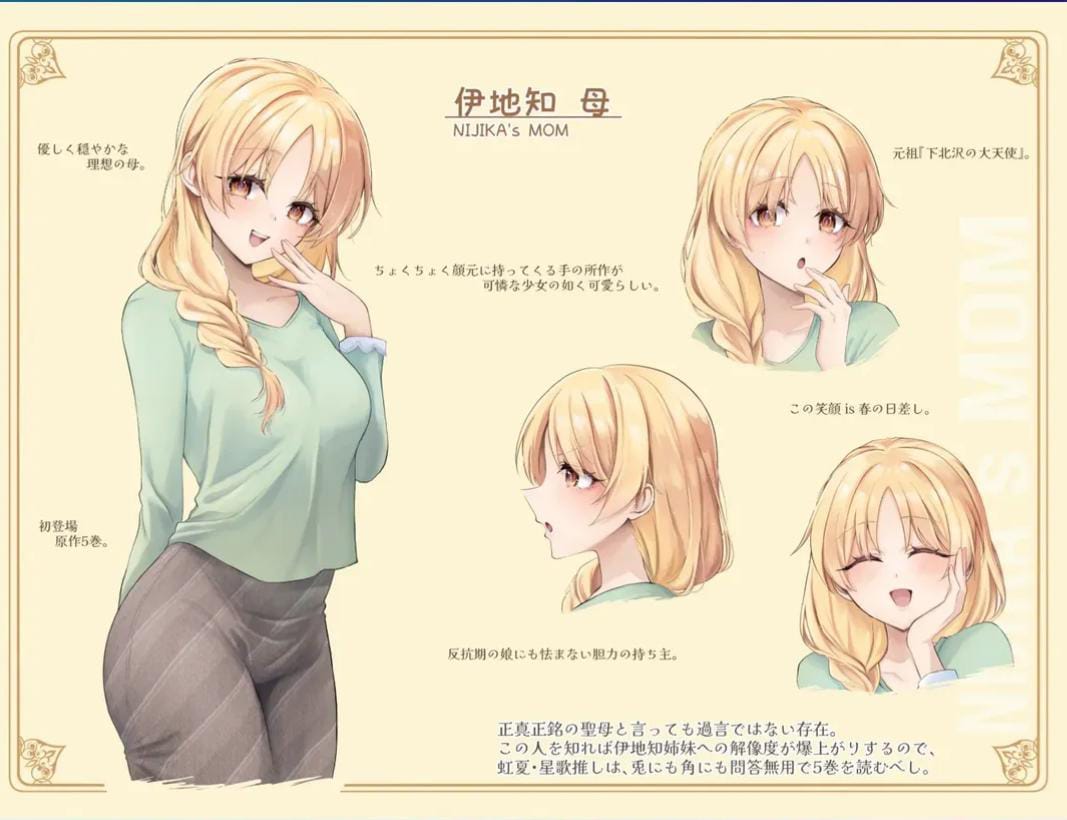 伊地知 母
NIJIKA's MOM
優しく穏やかな
理想の母。
元祖『下北沢の大天使』。
ちょくちょく顔元に持ってくる手の所作が
可憐な少女の如く可愛らしい。
この笑顔 is 春の日差し。
初登場
原作5巻。
反抗期の娘にも怯まない胆力の持ち主。
正真正銘の聖母と言っても過言ではない存在。
この人を知れば伊地知姉妹への解像度が爆上がりするので、
虹夏・星歌推しは、兎にも角にも問答無用で5巻を読むべし。
NIJIKA's MOM